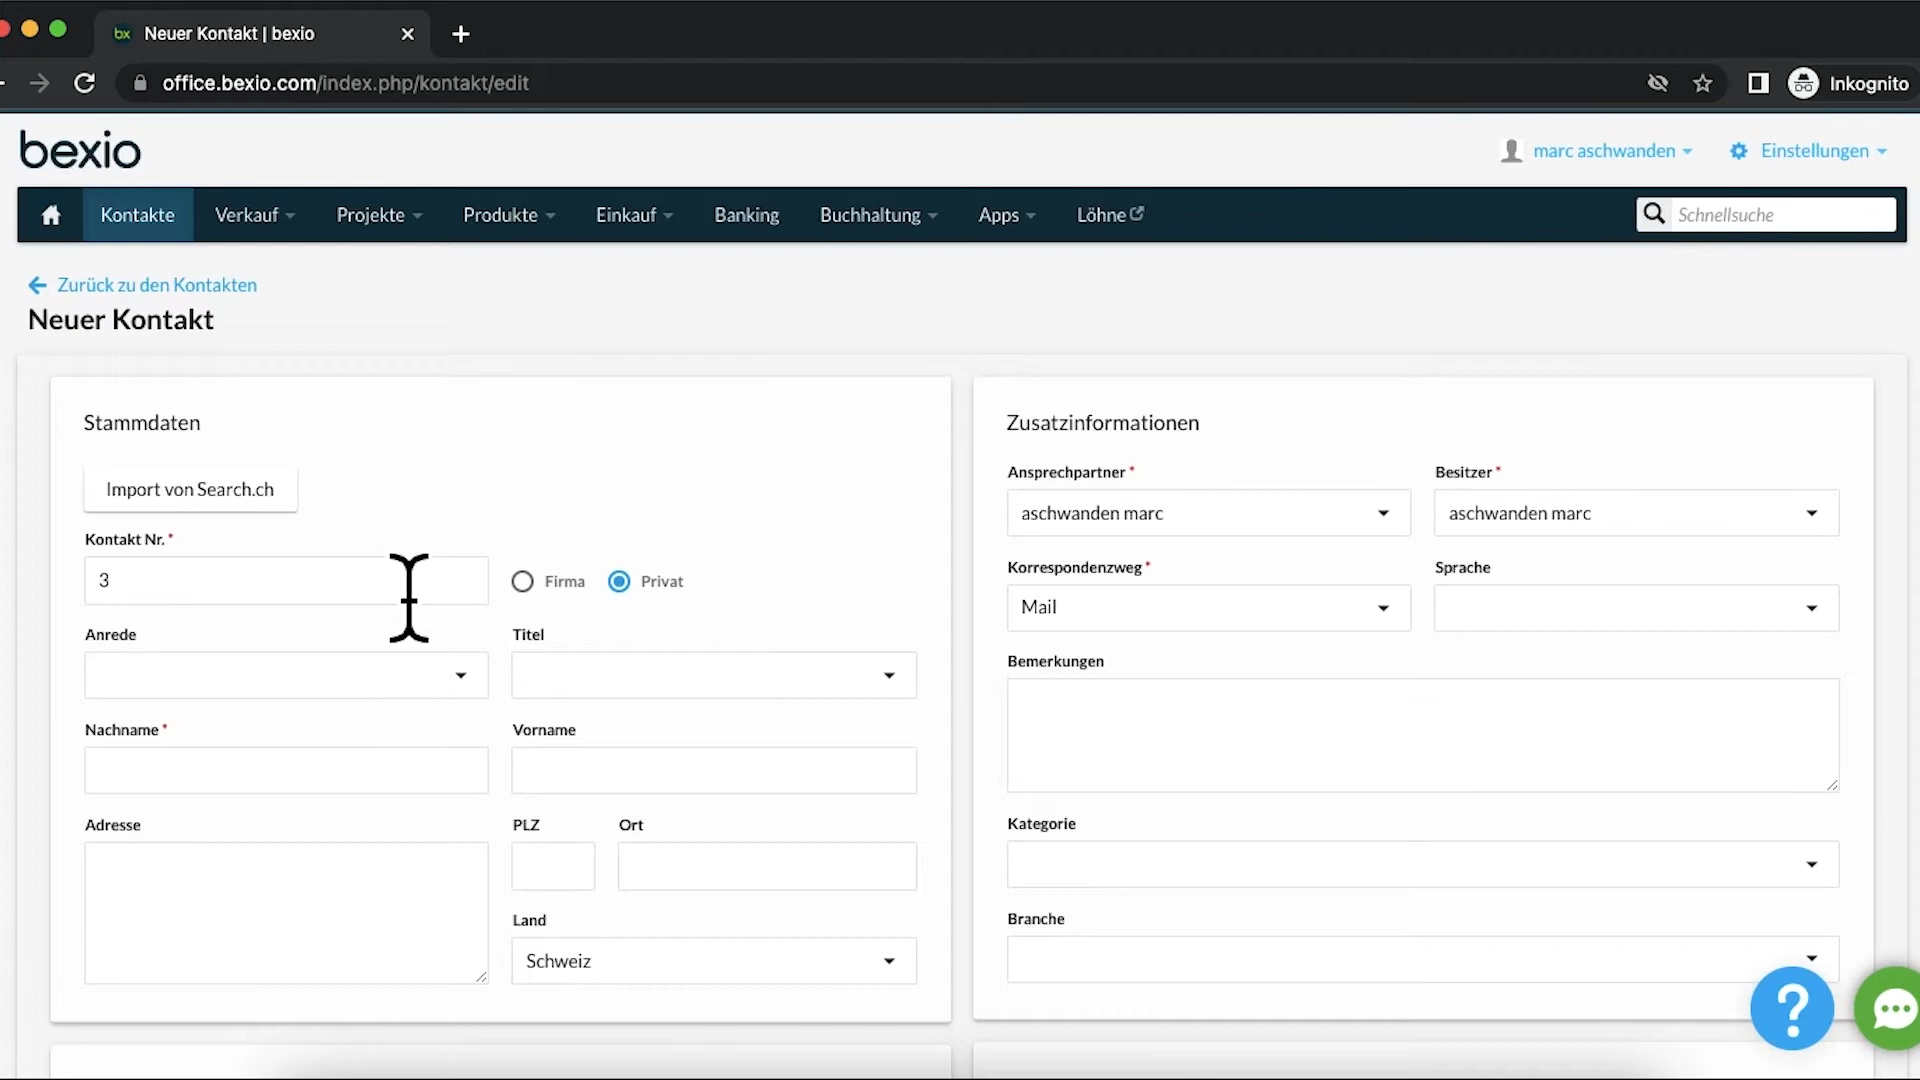 bx Neuer Kontakt | bexio
office.bexio.com/index.php/kontakt/edit
Inkognito
bexio
marc aschwanden
Einstellungen
Kontakte Verkauf Projekte Produkte Einkauf Banking Buchhaltung Apps Löhne
Schnellsuche
Zurück zu den Kontakten
Neuer Kontakt
Stammdaten
Import von Search.ch
Kontakt Nr. *
3
Firma Privat
Anrede
Titel
Nachname *
Vorname
Adresse
PLZ
Ort
Land
Schweiz
Zusatzinformationen
Ansprechpartner *
aschwanden marc
Besitzer *
aschwanden marc
Korrespondenzweg *
Mail
Sprache
Bemerkungen
Kategorie
Branche
?